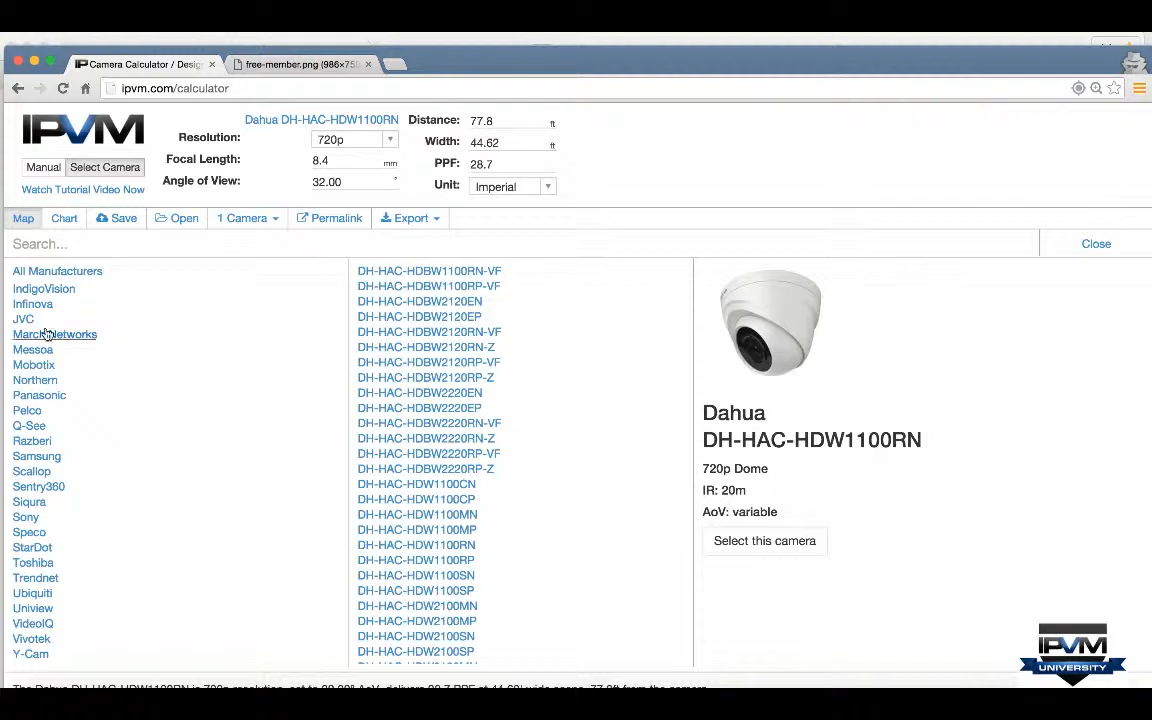 IP Camera Calculator / Desig
free-member.png (986×75
ipvm.com/calculator
IPVM
Manual
Select Camera
Watch Tutorial Video Now
Dahua DH-HAC-HDW1100RN
Resolution:
720p
Focal Length:
8.4
mm
Angle of View:
32.00
°
Distance:
77.8
ft
Width:
44.62
ft
PPF:
28.7
Unit:
Imperial
Map
Chart
Save
Open
1 Camera
Permalink
Export
Search...
Close
All Manufacturers
IndigoVision
Infinova
JVC
March Networks
Messoa
Mobotix
Northern
Panasonic
Pelco
Q-See
Razberi
Samsung
Scallop
Sentry360
Siqura
Sony
Speco
StarDot
Toshiba
Trendnet
Ubiquiti
Uniview
VideoIQ
Vivotek
Y-Cam
DH-HAC-HDBW1100RN-VF
DH-HAC-HDBW1100RP-VF
DH-HAC-HDBW2120EN
DH-HAC-HDBW2120EP
DH-HAC-HDBW2120RN-VF
DH-HAC-HDBW2120RN-Z
DH-HAC-HDBW2120RP-VF
DH-HAC-HDBW2120RP-Z
DH-HAC-HDBW2220EN
DH-HAC-HDBW2220EP
DH-HAC-HDBW2220RN-VF
DH-HAC-HDBW2220RN-Z
DH-HAC-HDBW2220RP-VF
DH-HAC-HDBW2220RP-Z
DH-HAC-HDW1100CN
DH-HAC-HDW1100CP
DH-HAC-HDW1100MN
DH-HAC-HDW1100MP
DH-HAC-HDW1100RN
DH-HAC-HDW1100RP
DH-HAC-HDW1100SN
DH-HAC-HDW1100SP
DH-HAC-HDW2100MN
DH-HAC-HDW2100MP
DH-HAC-HDW2100SN
DH-HAC-HDW2100SP
Dahua
DH-HAC-HDW1100RN
720p Dome
IR: 20m
AoV: variable
Select this camera
IPVM
UNIVERSITY